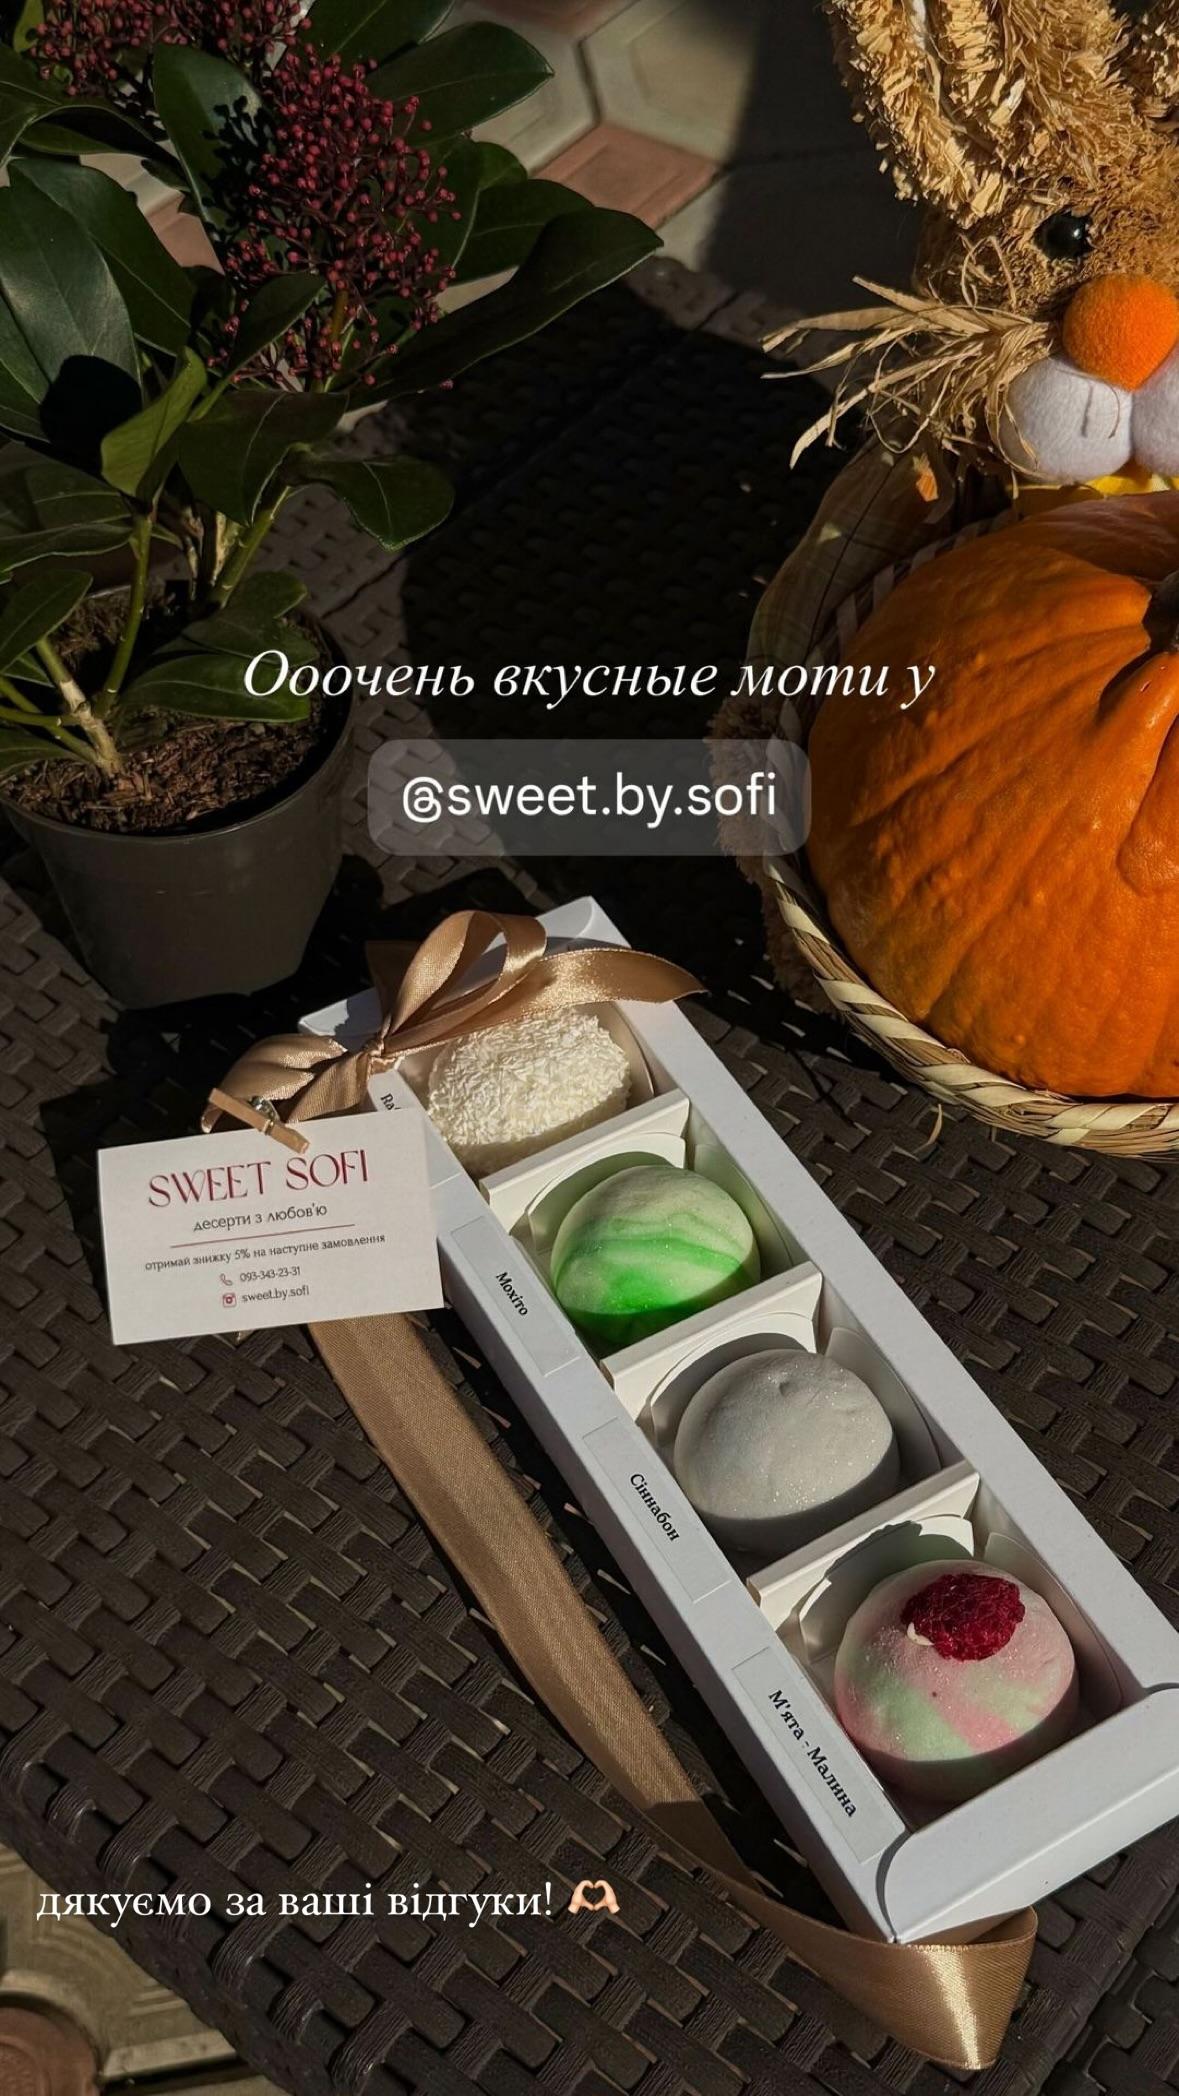 Ооочень вкусные моти у
@sweet.by.sofi
SWEET SOFI
десерти з любов'ю
отримай знижку 5% на наступне замовлення
093-343-23-31
sweet.by.sofi
Мохіто
Сіннабон
М'ята - Малина
дякуємо за ваші відгуки! 🫶🏻